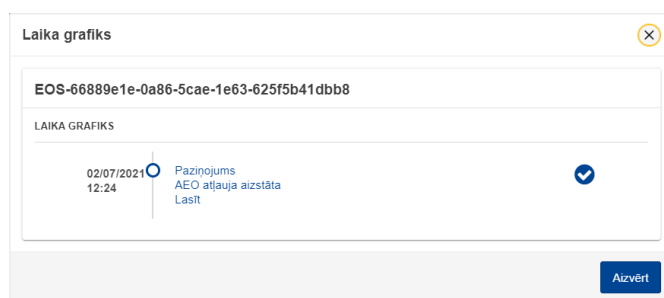 Laika grafiks
EOS-66889e1e-0a86-5cae-1e63-625f5b41dbb8
LAIKA GRAFIKS
02/07/2021
12:24
Paziņojums
AEO atļauja aizstāta
Lasīt
Aizvērt